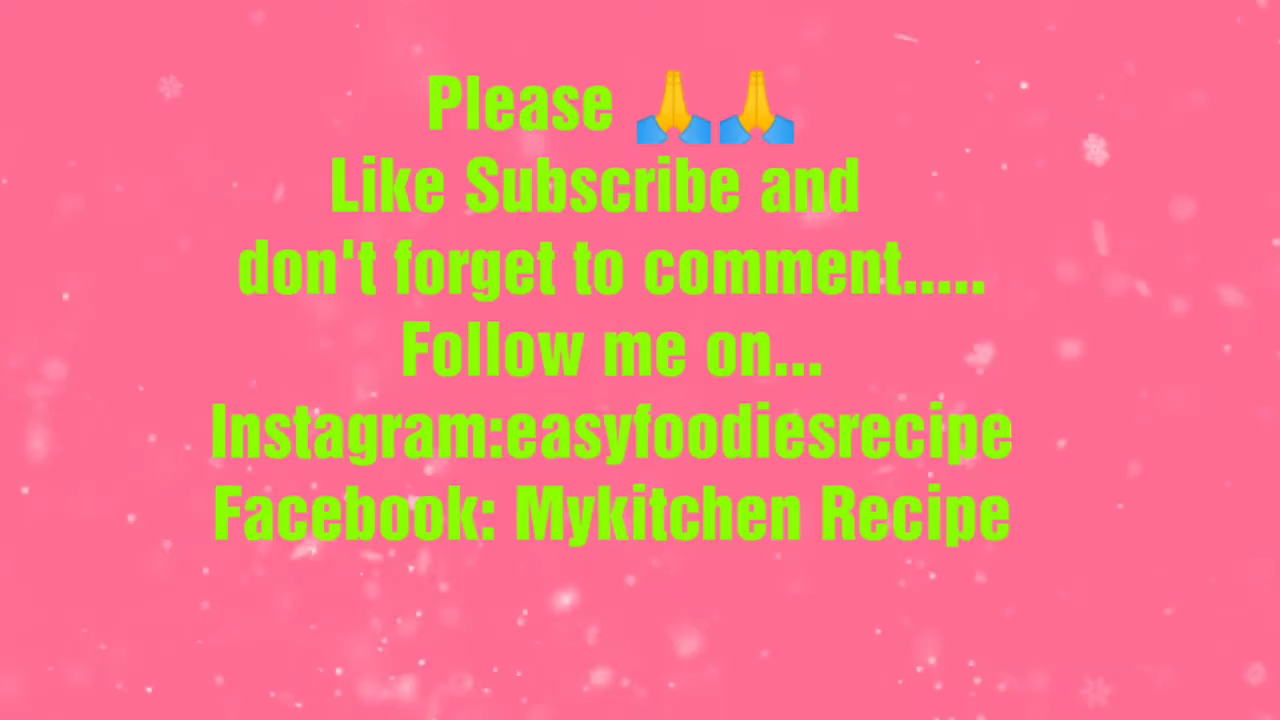 Please 🙏🙏
Like Subscribe and
don't forget to comment.....
Follow me on...
Instagram:easyfoodiesrecipe
Facebook: Mykitchen Recipe